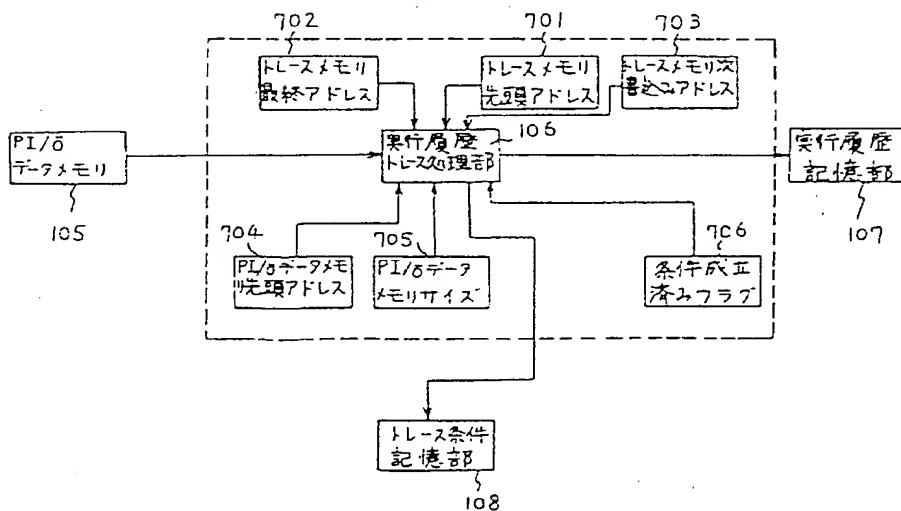 702
701
703
トレースメモリ
最終アドレス
トレースメモリ
先頭アドレス
トレースメモリ次
書込みアドレス
PI/O
データメモリ
105
実行履歴
トレース処理部
106
実行履歴
記憶部
107
704
PI/Oデータメモ
リ先頭アドレス
705
PI/Oデータ
メモリサイズ
706
条件成立
済みフラグ
トレース条件
記憶部
108